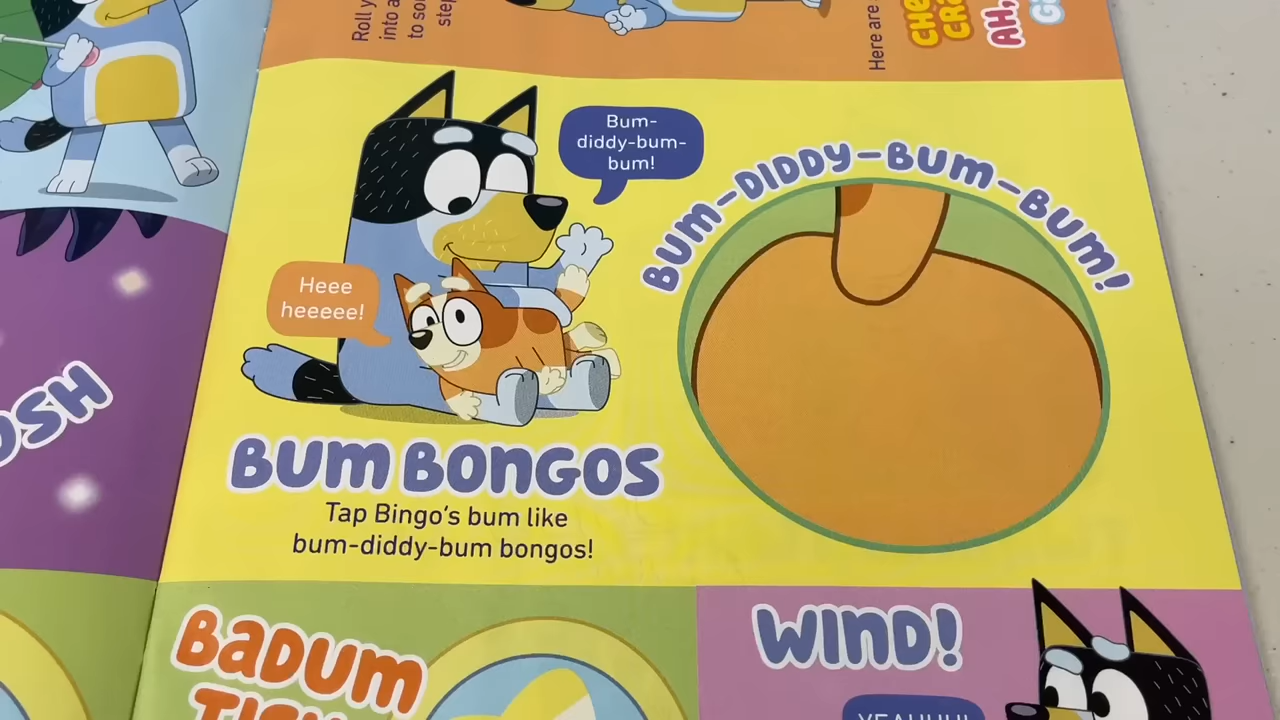 Roll y
into a
to so
step
Here are
AH,
Bum-
diddy-bum-
bum!
BUM-DIDDY-BUM-BUM!
Heee
heeeee!
BUM BONGOS
Tap Bingo's bum like
bum-diddy-bum bongos!
OSH
BADUM
WIND!
YEAHHH!